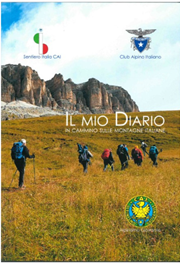 Sentiero Italia CAI
Club Alpino Italiano
IL MIO DIARIO
IN CAMMINO SULLE MONTAGNE ITALIANE